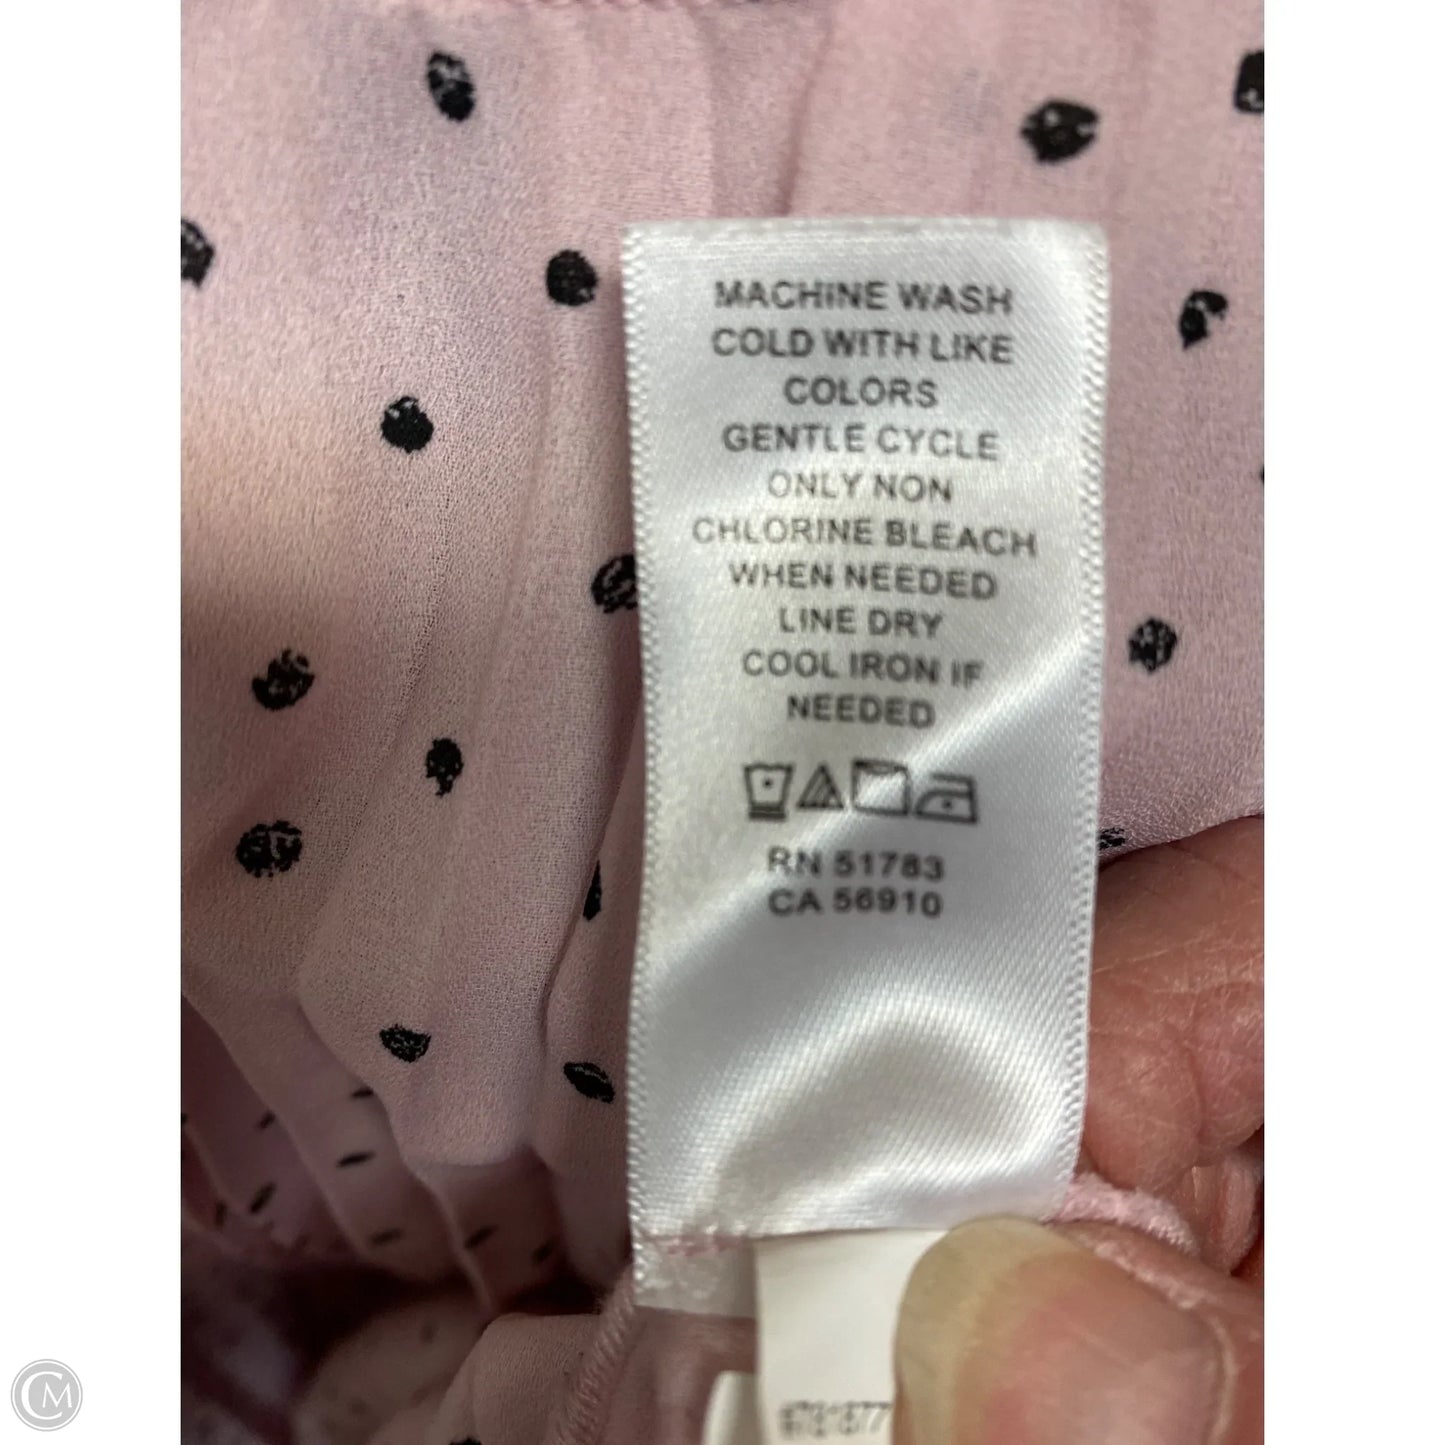 MACHINE WASH
COLD WITH LIKE
COLORS
GENTLE CYCLE
ONLY NON
CHLORINE BLEACH
WHEN NEEDED
LINE DRY
COOL IRON IF
NEEDED
RN 51783
CA 56910
CM